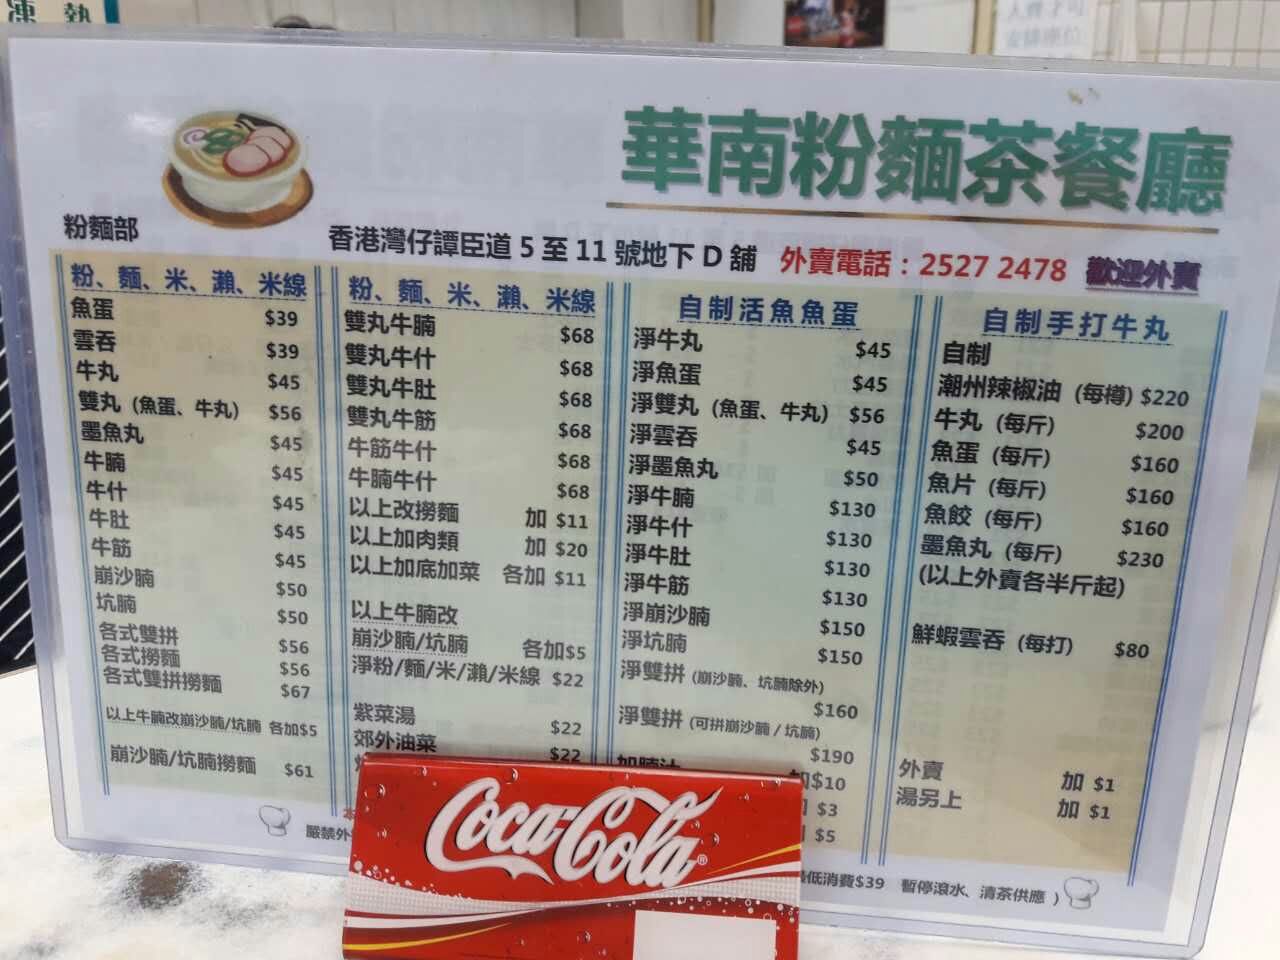 凍 熱
華南粉麵茶餐廳
粉麵部
香港灣仔譚臣道 5 至 11 號地下 D 舖 外賣電話：2527 2478 歡迎外賣
粉、麵、米、瀨、米線
魚蛋 $39
雲吞 $39
牛丸 $45
雙丸 (魚蛋、牛丸) $56
墨魚丸 $45
牛腩 $45
牛什 $45
牛肚 $45
牛筋 $45
崩沙腩 $50
坑腩 $50
各式雙拼 $56
各式撈麵 $56
各式雙拼撈麵 $67
以上牛腩改崩沙腩/坑腩 各加$5
崩沙腩/坑腩撈麵 $61
粉、麵、米、瀨、米線
雙丸牛腩 $68
雙丸牛什 $68
雙丸牛肚 $68
雙丸牛筋 $68
牛筋牛什 $68
牛腩牛什 $68
以上改撈麵 加 $11
以上加肉類 加 $20
以上加底加菜 各加 $11
以上牛腩改
崩沙腩/坑腩 各加$5
淨粉/麵/米/瀨/米線 $22
紫菜湯 $22
郊外油菜 $22
自制活魚魚蛋
淨牛丸 $45
淨魚蛋 $45
淨雙丸 (魚蛋、牛丸) $56
淨雲吞 $45
淨墨魚丸 $50
淨牛腩 $130
淨牛什 $130
淨牛肚 $130
淨牛筋 $130
淨崩沙腩 $150
淨坑腩 $150
淨雙拼 (崩沙腩、坑腩除外)
$160
淨雙拼 (可拼崩沙腩 / 坑腩)
$190
加腩汁 加$10
$3
$5
自制手打牛丸
自制
潮州辣椒油 (每樽) $220
牛丸 (每斤) $200
魚蛋 (每斤) $160
魚片 (每斤) $160
魚餃 (每斤) $160
墨魚丸 (每斤) $230
(以上外賣各半斤起)
鮮蝦雲吞 (每打) $80
外賣 加 $1
湯另上 加 $1
本
嚴禁外
低消費$39 暫停滾水、清茶供應 )
Coca-Cola®